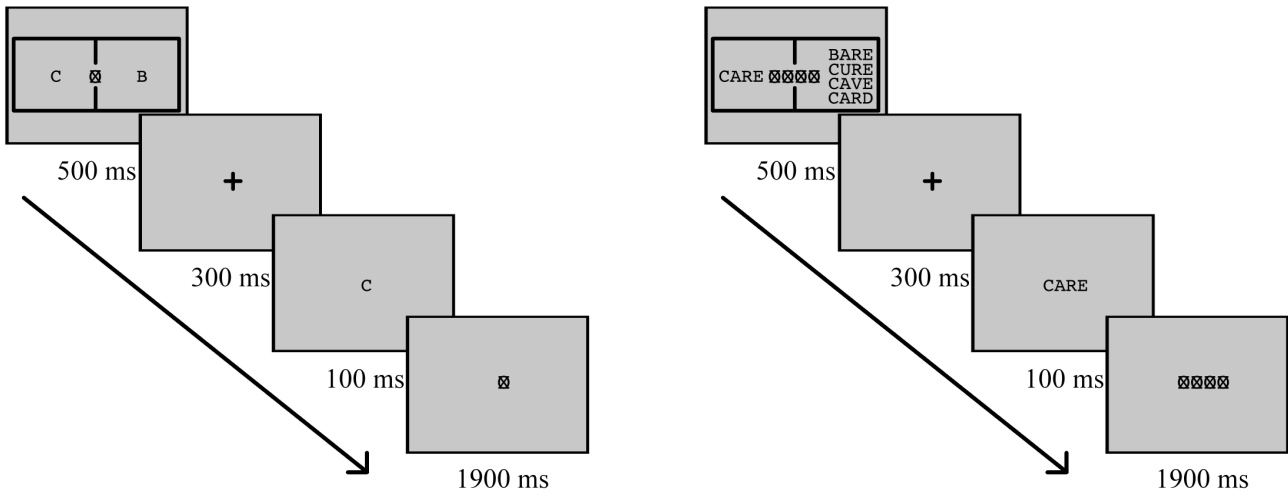 C ☒ B
500 ms
+
300 ms
C
100 ms
☒
1900 ms
CARE ☒☒☒☒
BARE
CURE
CAVE
CARD
500 ms
+
300 ms
CARE
100 ms
☒☒☒☒
1900 ms